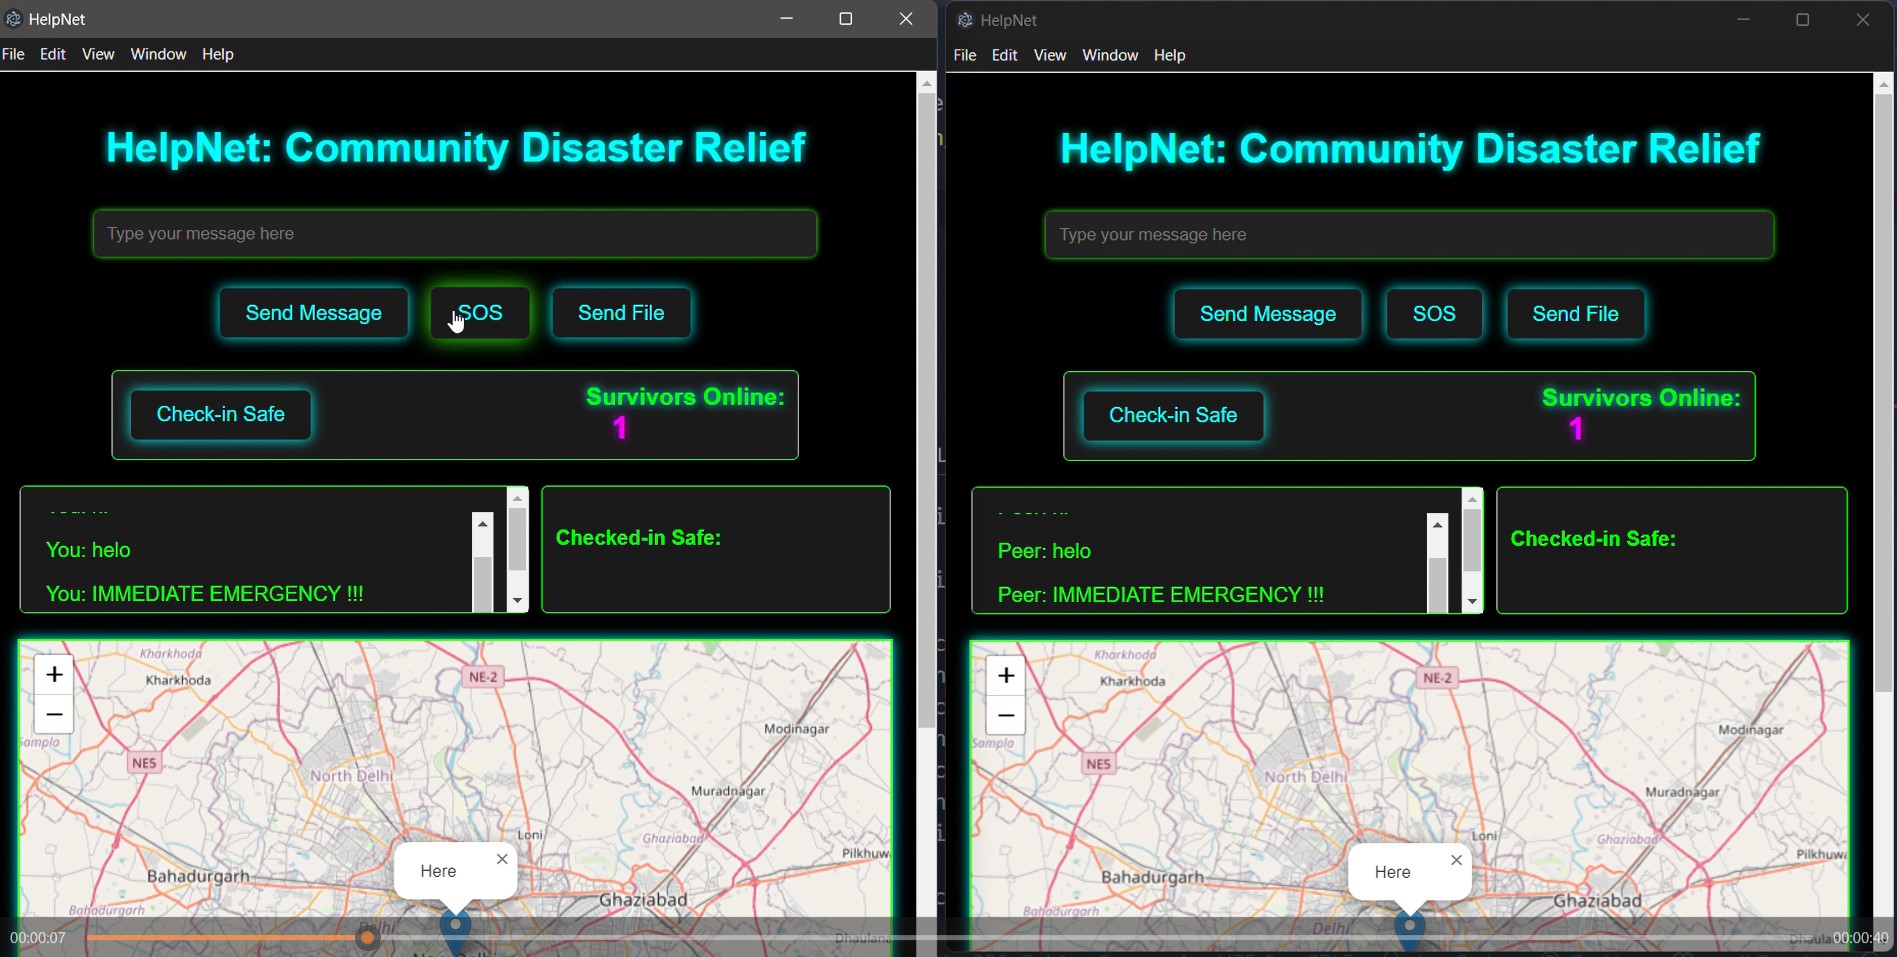 HelpNet
File Edit View Window Help
HelpNet: Community Disaster Relief
Type your message here
Send Message SOS Send File
Check-in Safe
Survivors Online:
1
You: helo
You: IMMEDIATE EMERGENCY !!!
Checked-in Safe:
+
−
Kharkhoda
Kharkhoda
NE-2
Modinagar
Sampla
NE5
North Delhi
Muradnagar
Loni
Ghaziabad
Pilkhuw
Here
Bahadurgarh
Ghaziabad
Bahadurgarh
00:00:07
HelpNet
File Edit View Window Help
HelpNet: Community Disaster Relief
Type your message here
Send Message SOS Send File
Check-in Safe
Survivors Online:
1
Peer: helo
Peer: IMMEDIATE EMERGENCY !!!
Checked-in Safe:
+
−
Kharkhoda
Kharkhoda
NE-2
Modinagar
Sampla
NE5
North Delhi
Muradnagar
Loni
Ghaziabad
Pilkhuwa
Here
Bahadurgarh
Ghaziabad
Bahadurgarh
Delhi
00:00:40